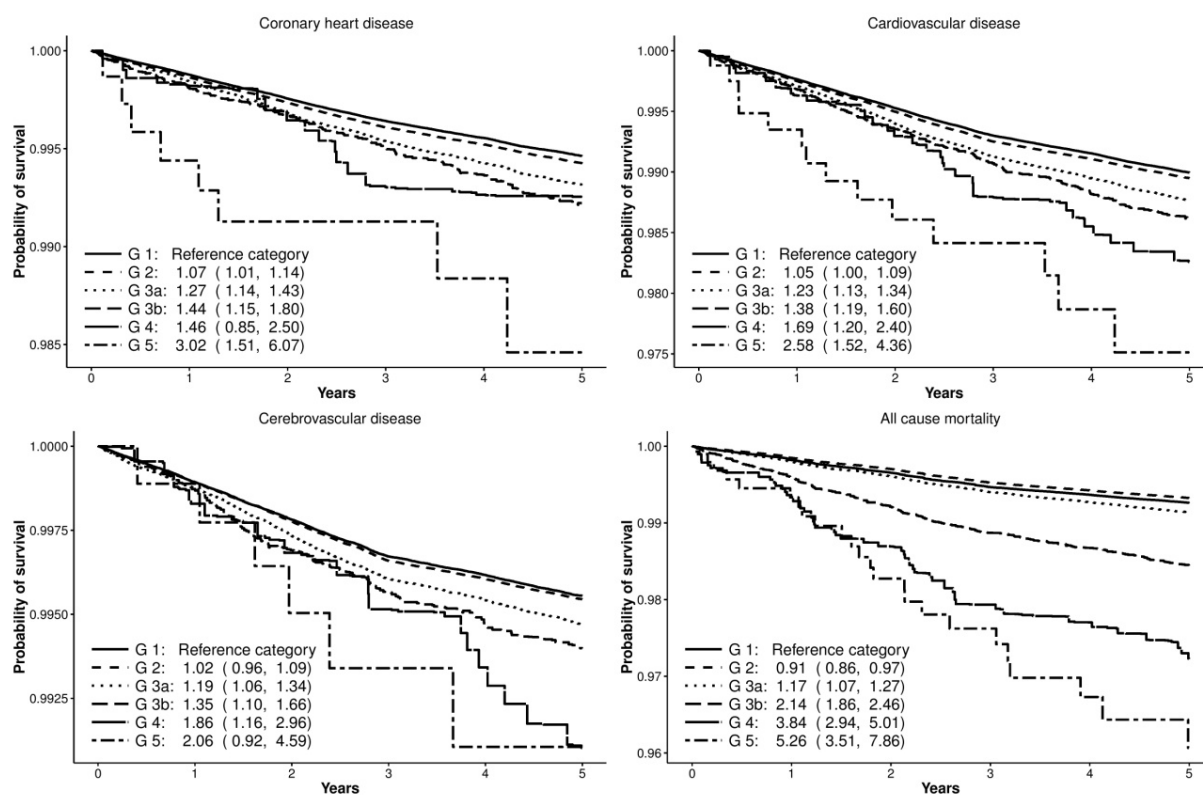 Coronary heart disease
Probability of survival
1.000
0.995
0.990
0.985
G 1: Reference category
G 2: 1.07 ( 1.01, 1.14)
G 3a: 1.27 ( 1.14, 1.43)
G 3b: 1.44 ( 1.15, 1.80)
G 4: 1.46 ( 0.85, 2.50)
G 5: 3.02 ( 1.51, 6.07)
0 1 2 3 4 5
Years
Cardiovascular disease
Probability of survival
1.000
0.995
0.990
0.985
0.980
0.975
G 1: Reference category
G 2: 1.05 ( 1.00, 1.09)
G 3a: 1.23 ( 1.13, 1.34)
G 3b: 1.38 ( 1.19, 1.60)
G 4: 1.69 ( 1.20, 2.40)
G 5: 2.58 ( 1.52, 4.36)
0 1 2 3 4 5
Years
Cerebrovascular disease
Probability of survival
1.0000
0.9975
0.9950
0.9925
G 1: Reference category
G 2: 1.02 ( 0.96, 1.09)
G 3a: 1.19 ( 1.06, 1.34)
G 3b: 1.35 ( 1.10, 1.66)
G 4: 1.86 ( 1.16, 2.96)
G 5: 2.06 ( 0.92, 4.59)
0 1 2 3 4 5
Years
All cause mortality
Probability of survival
1.00
0.99
0.98
0.97
0.96
G 1: Reference category
G 2: 0.91 ( 0.86, 0.97)
G 3a: 1.17 ( 1.07, 1.27)
G 3b: 2.14 ( 1.86, 2.46)
G 4: 3.84 ( 2.94, 5.01)
G 5: 5.26 ( 3.51, 7.86)
0 1 2 3 4 5
Years